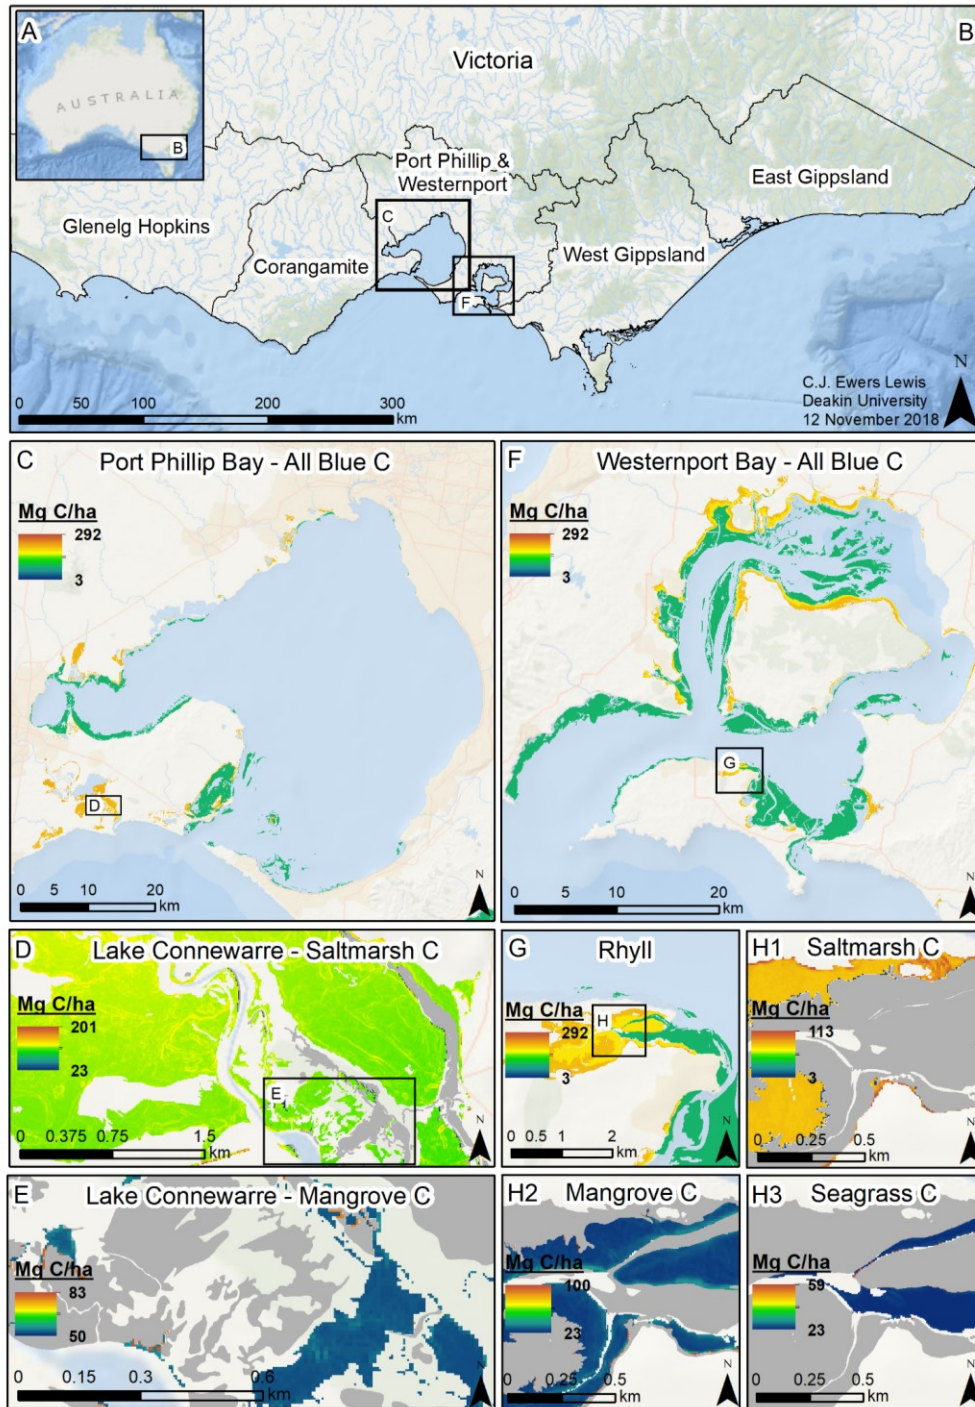 A
AUSTRALIA
B
B
Victoria
Port Phillip &
Westernport
East Gippsland
Glenelg Hopkins
C
Corangamite
West Gippsland
F
N
C.J. Ewers Lewis
Deakin University
12 November 2018
0 50 100 200 300
km
C Port Phillip Bay - All Blue C
Mg C/ha
292
3
D
N
0 5 10 20
km
F Westernport Bay - All Blue C
Mg C/ha
292
3
G
N
0 5 10 20
km
D Lake Connewarre - Saltmarsh C
Mg C/ha
201
23
E
N
0 0.375 0.75 1.5
km
G Rhyll
Mg C/ha
292
3
H
N
0 0.5 1 2
km
H1 Saltmarsh C
Mg C/ha
113
3
N
0 0.25 0.5
km
E Lake Connewarre - Mangrove C
Mg C/ha
83
50
N
0 0.15 0.3 0.6
km
H2 Mangrove C
Mg C/ha
100
23
N
0 0.25 0.5
km
H3 Seagrass C
Mg C/ha
59
23
N
0 0.25 0.5
km